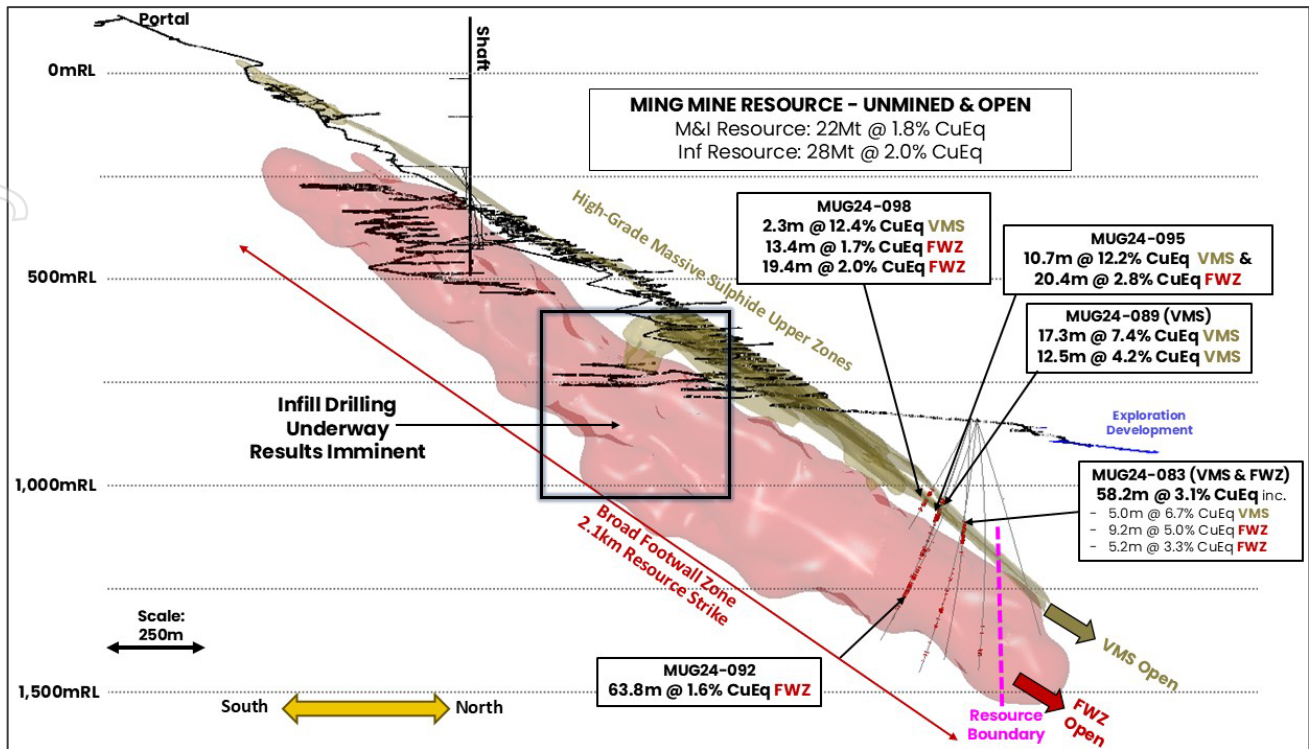 Portal
Shaft
0mRL
MING MINE RESOURCE - UNMINED & OPEN
M&I Resource: 22Mt @ 1.8% CuEq
Inf Resource: 28Mt @ 2.0% CuEq
High-Grade Massive Sulphide Upper Zones
MUG24-098
2.3m @ 12.4% CuEq VMS
13.4m @ 1.7% CuEq FWZ
19.4m @ 2.0% CuEq FWZ
MUG24-095
10.7m @ 12.2% CuEq VMS &
20.4m @ 2.8% CuEq FWZ
500mRL
MUG24-089 (VMS)
17.3m @ 7.4% CuEq VMS
12.5m @ 4.2% CuEq VMS
Infill Drilling
Underway
Results Imminent
Exploration
Development
1,000mRL
MUG24-083 (VMS & FWZ)
58.2m @ 3.1% CuEq inc.
- 5.0m @ 6.7% CuEq VMS
- 9.2m @ 5.0% CuEq FWZ
- 5.2m @ 3.3% CuEq FWZ
Broad Footwall Zone
2.1km Resource Strike
Scale:
250m
VMS Open
MUG24-092
63.8m @ 1.6% CuEq FWZ
1,500mRL
South
North
Resource
Boundary
FWZ
Open